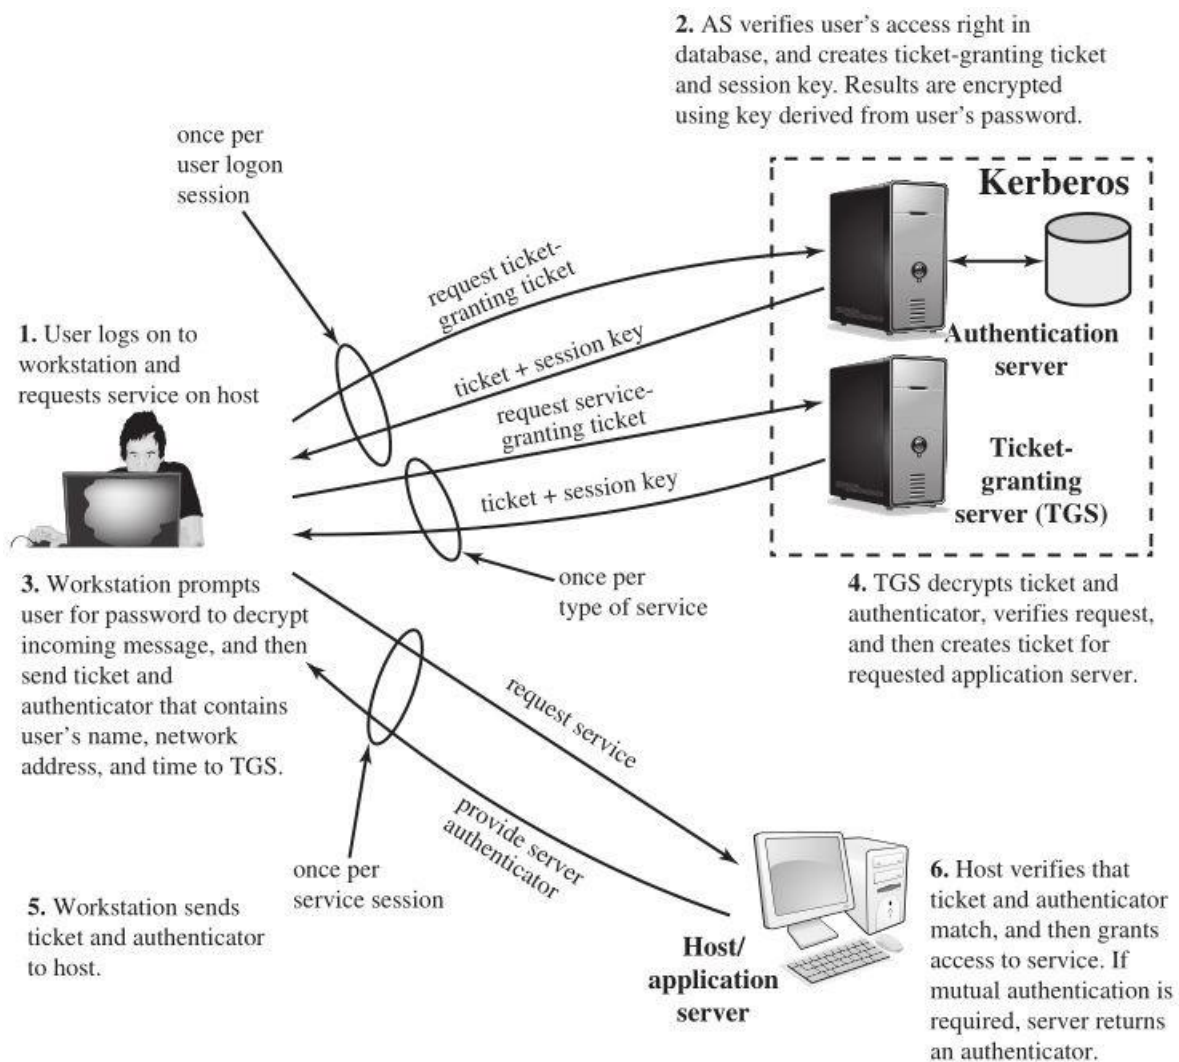 2. AS verifies user's access right in
database, and creates ticket-granting ticket
and session key. Results are encrypted
using key derived from user's password.
once per
user logon
session
Kerberos
request ticket-
granting ticket
1. User logs on to
workstation and
requests service on host
ticket + session key
Authentication
server
request service-
granting ticket
ticket + session key
Ticket-
granting
server (TGS)
once per
type of service
3. Workstation prompts
user for password to decrypt
incoming message, and then
send ticket and
authenticator that contains
user's name, network
address, and time to TGS.
4. TGS decrypts ticket and
authenticator, verifies request,
and then creates ticket for
requested application server.
request service
provide server
authenticator
once per
service session
5. Workstation sends
ticket and authenticator
to host.
Host/
application
server
6. Host verifies that
ticket and authenticator
match, and then grants
access to service. If
mutual authentication is
required, server returns
an authenticator.